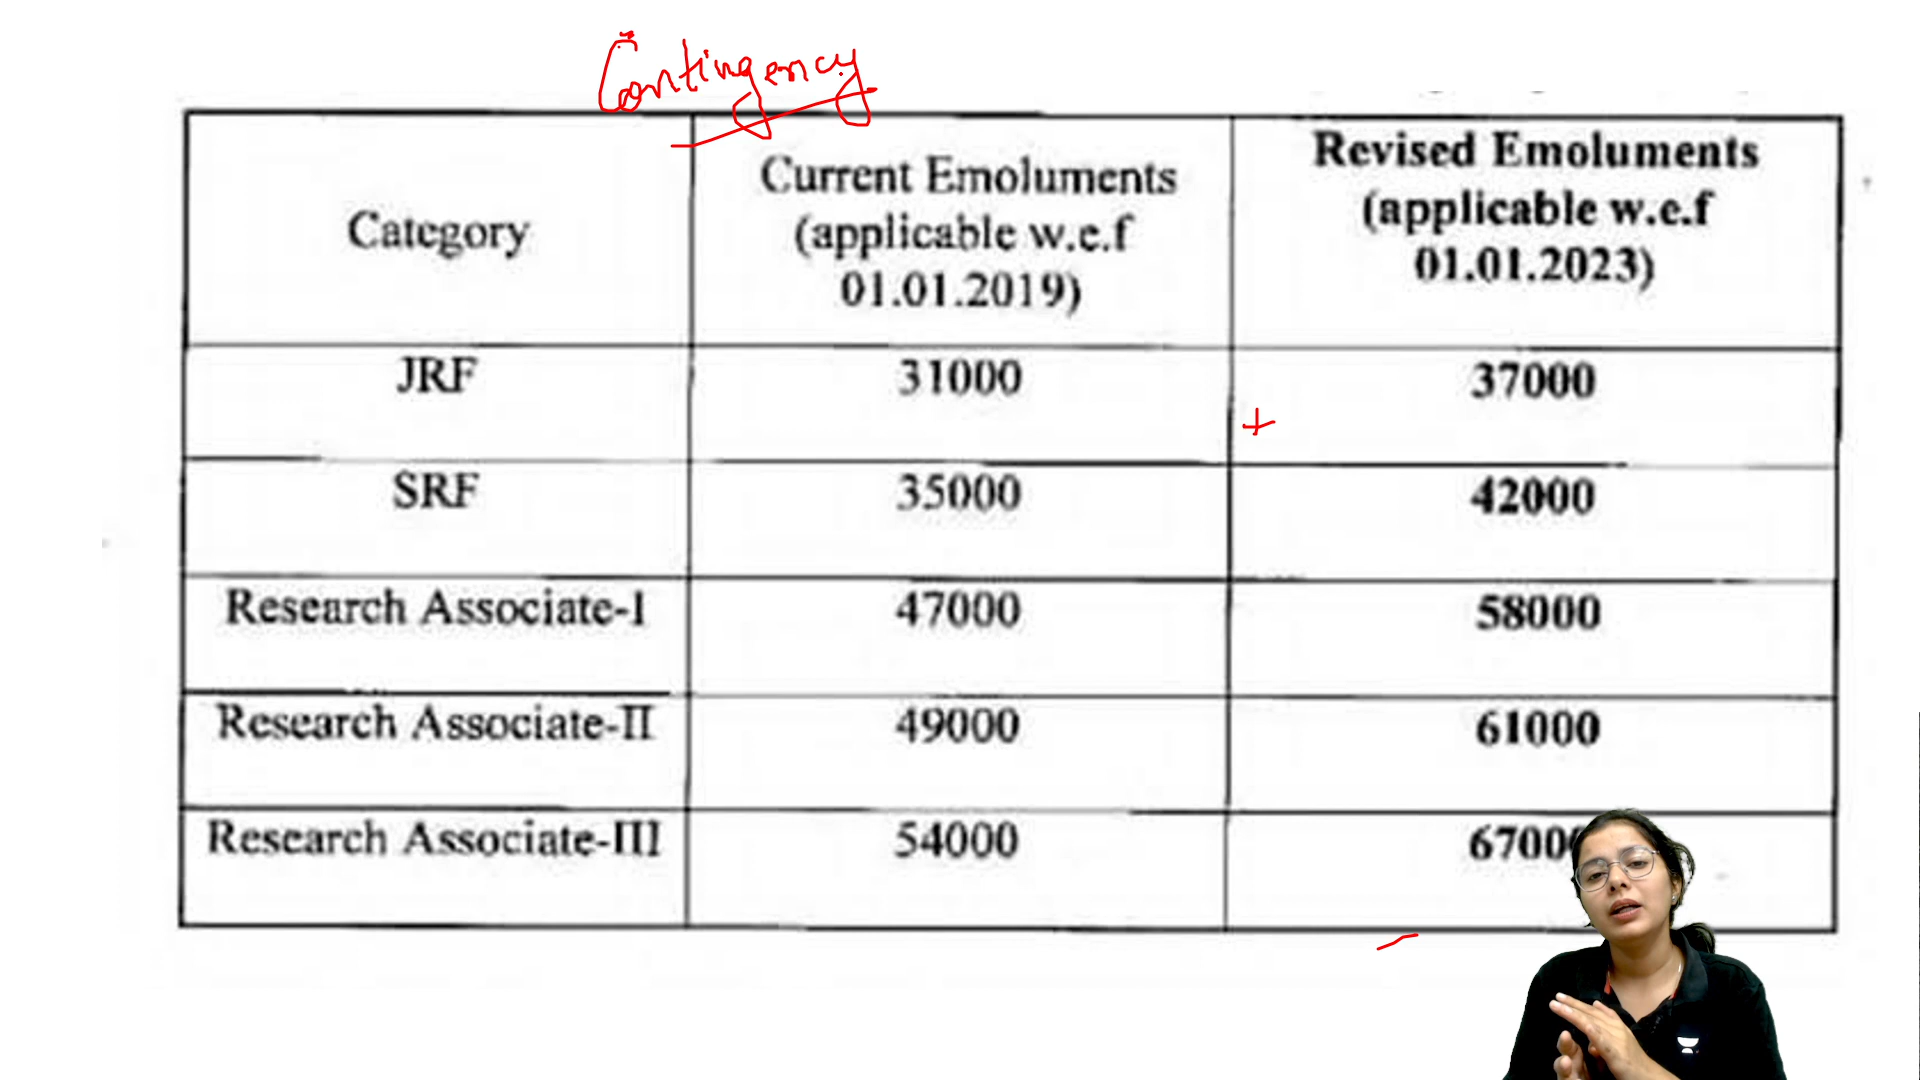 Contingency
Category
Current Emoluments
(applicable w.e.f
01.01.2019)
Revised Emoluments
(applicable w.e.f
01.01.2023)
JRF 31000 37000
SRF 35000 42000
Research Associate-I 47000 58000
Research Associate-II 49000 61000
Research Associate-III 54000